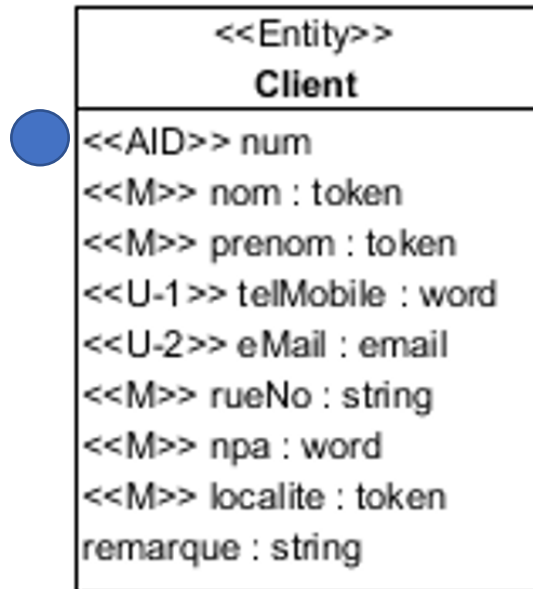 <<Entity>>
Client
<<AID>> num
<<M>> nom : token
<<M>> prenom : token
<<U-1>> telMobile : word
<<U-2>> eMail : email
<<M>> rueNo : string
<<M>> npa : word
<<M>> localite : token
remarque : string